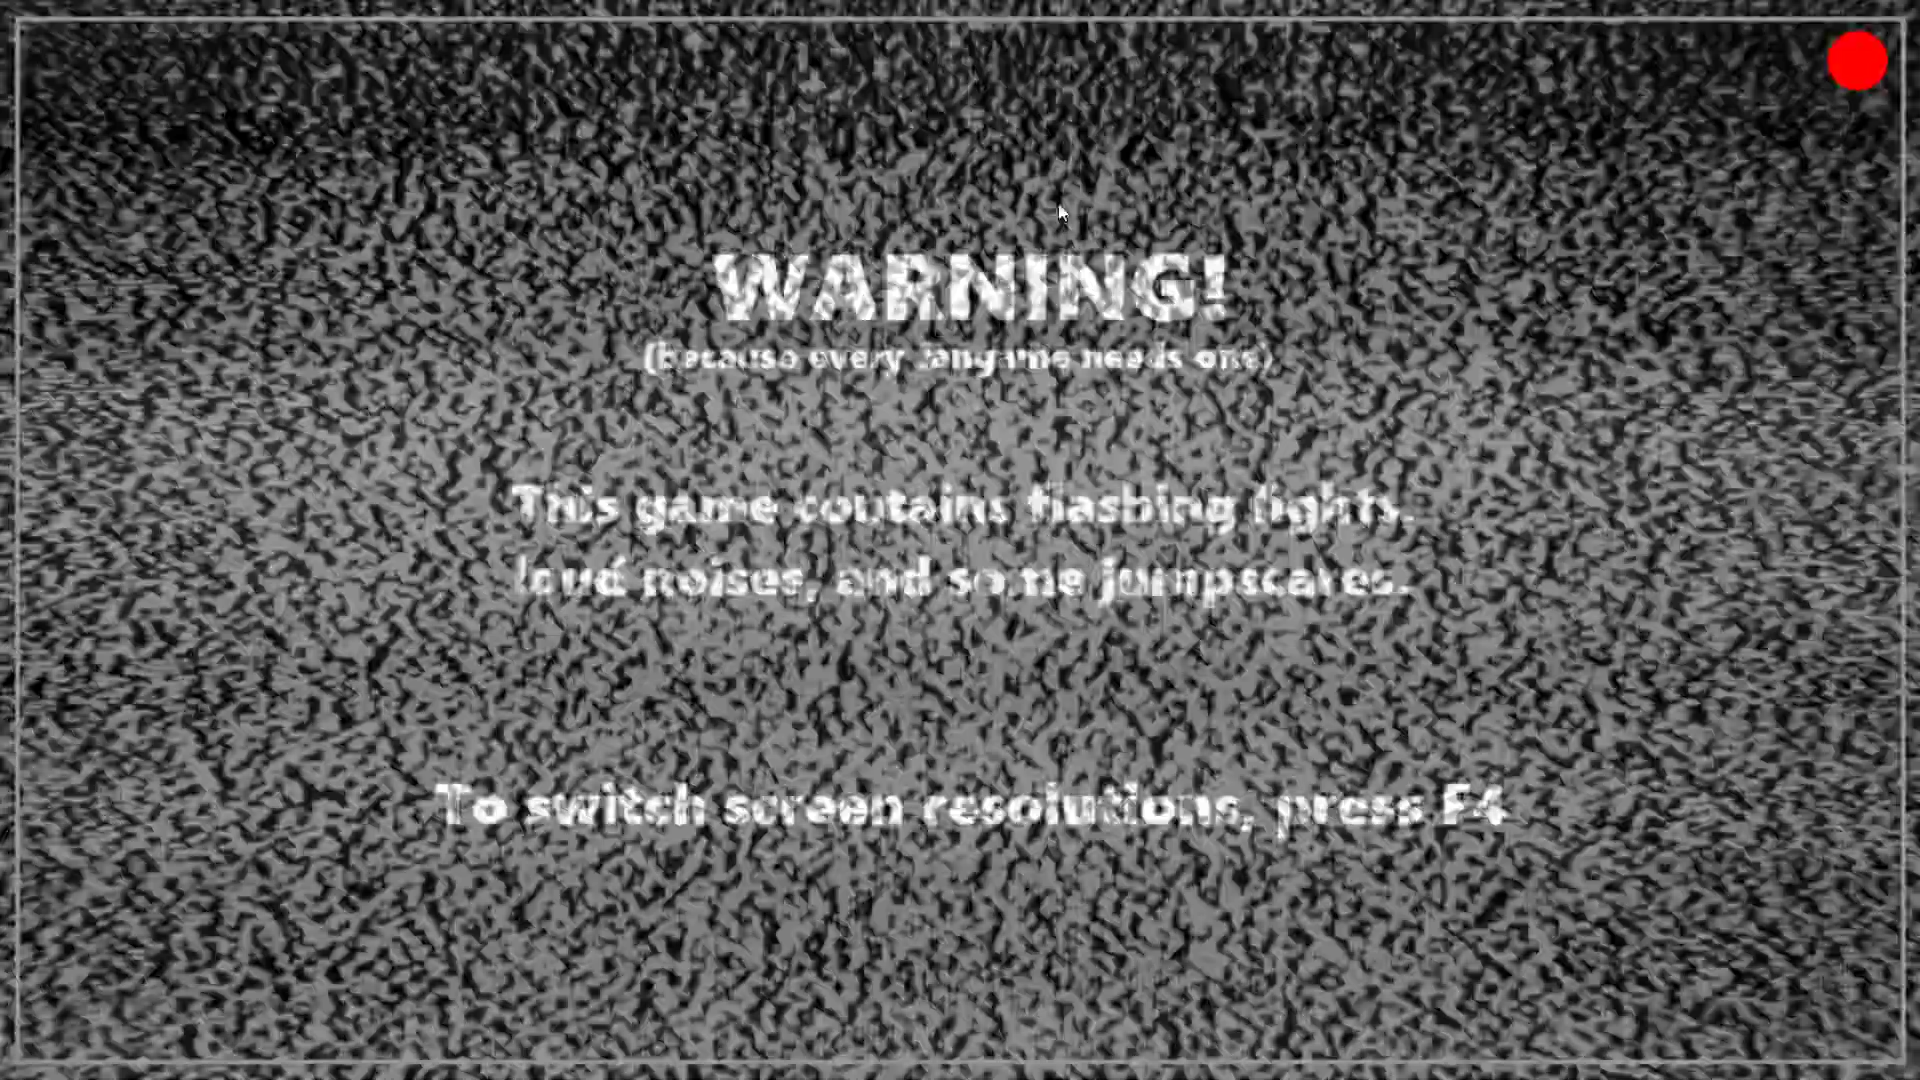 WARNING!
(because every fangame needs one)
This game contains flashing lights,
loud noises, and some jumpscares.
To switch screen resolutions, press F4